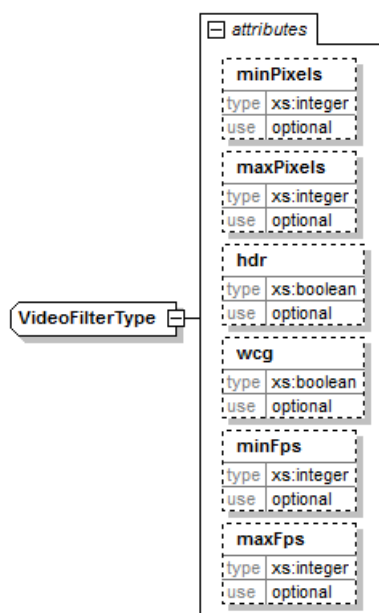 attributes
minPixels
type xs:integer
use optional
maxPixels
type xs:integer
use optional
hdr
type xs:boolean
use optional
VideoFilterType
wcg
type xs:boolean
use optional
minFps
type xs:integer
use optional
maxFps
type xs:integer
use optional